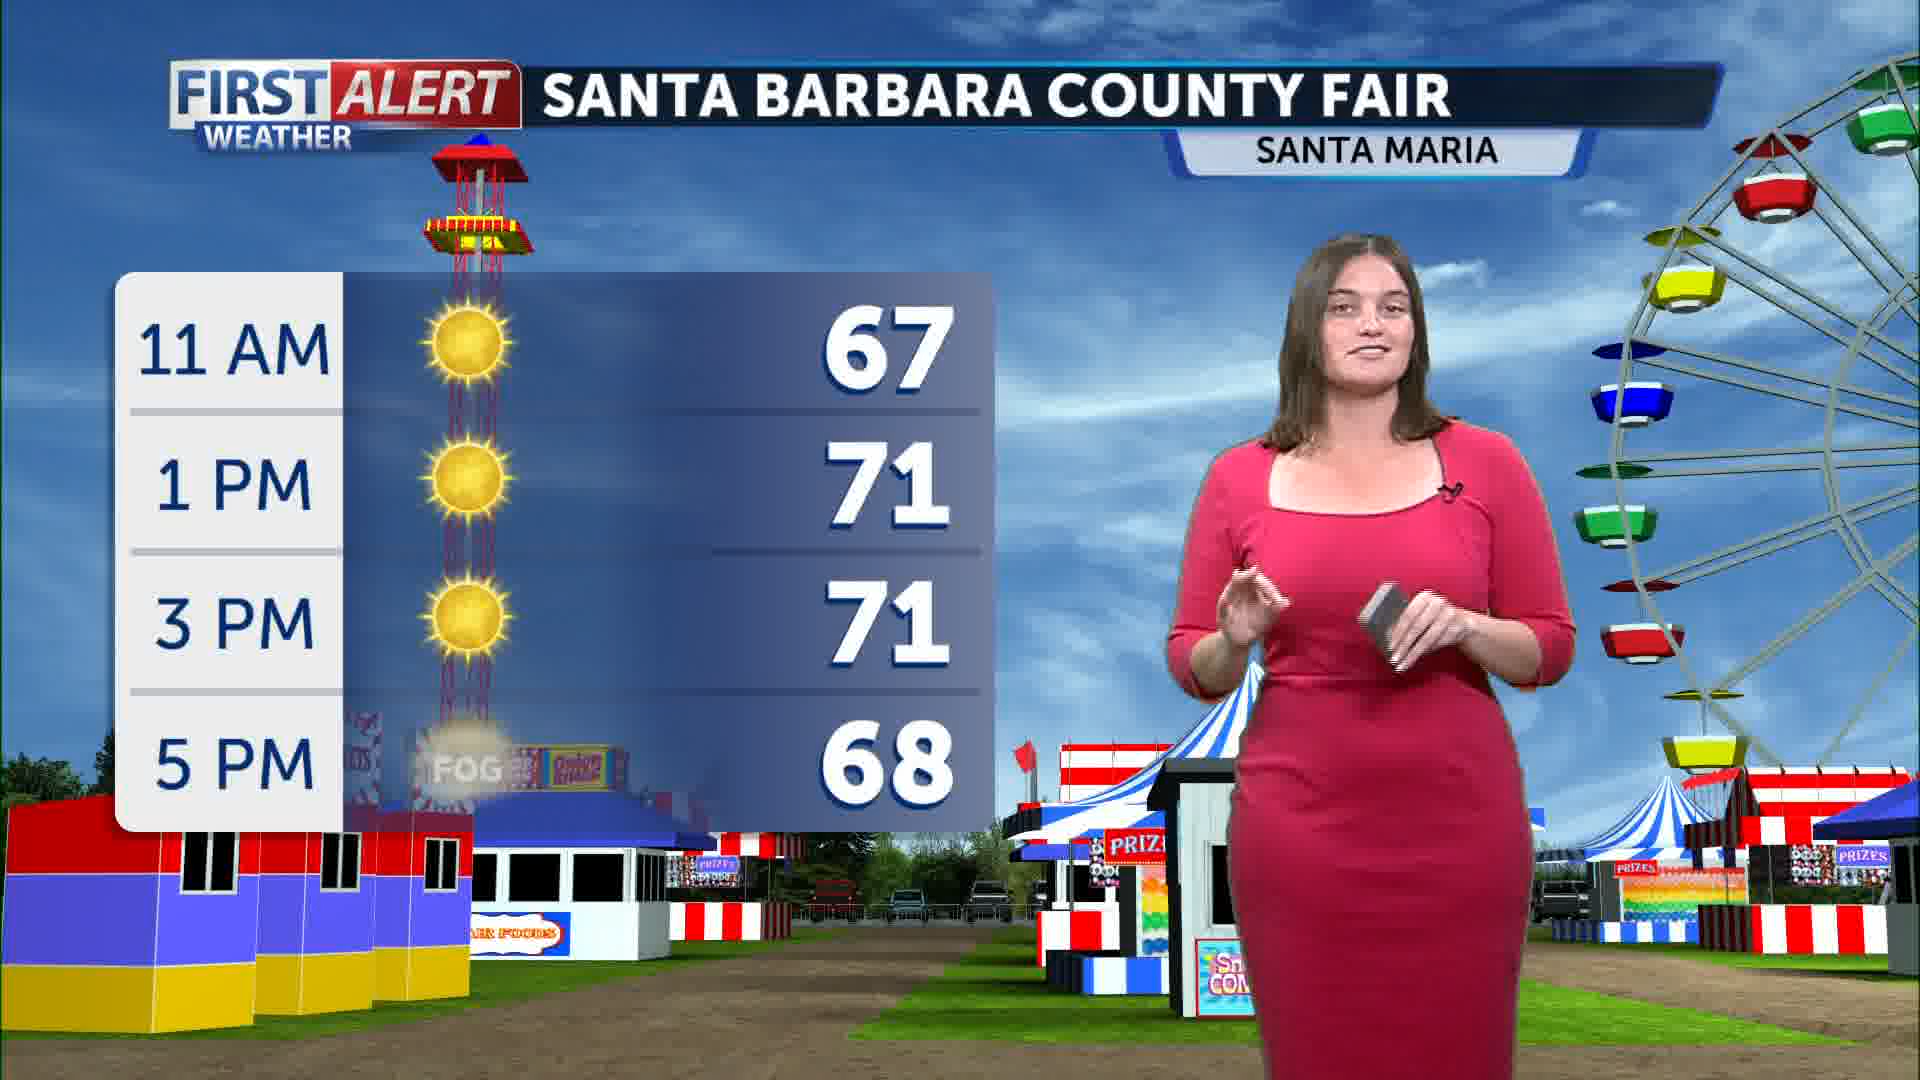 FIRST ALERT
WEATHER
SANTA BARBARA COUNTY FAIR
SANTA MARIA
11 AM 67
1 PM 71
3 PM 71
5 PM FOG 68
PRIZES
PRIZES
PRIZES
FOODS